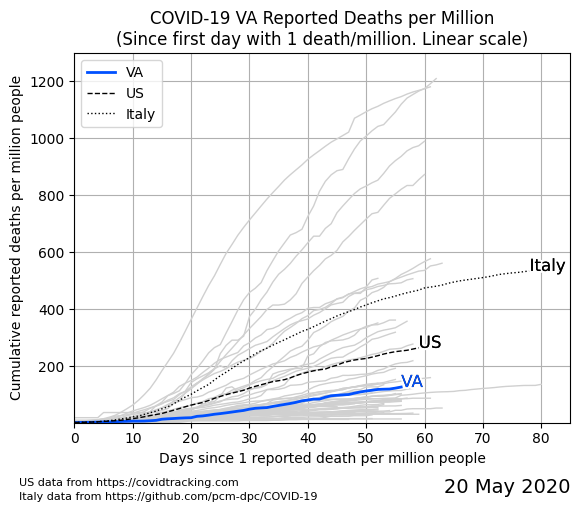 COVID-19 VA Reported Deaths per Million
(Since first day with 1 death/million. Linear scale)
VA
US
Italy
Cumulative reported deaths per million people
1200
1000
800
600
400
200
Italy
US
VA
0 10 20 30 40 50 60 70 80
Days since 1 reported death per million people
US data from https://covidtracking.com
Italy data from https://github.com/pcm-dpc/COVID-19
20 May 2020